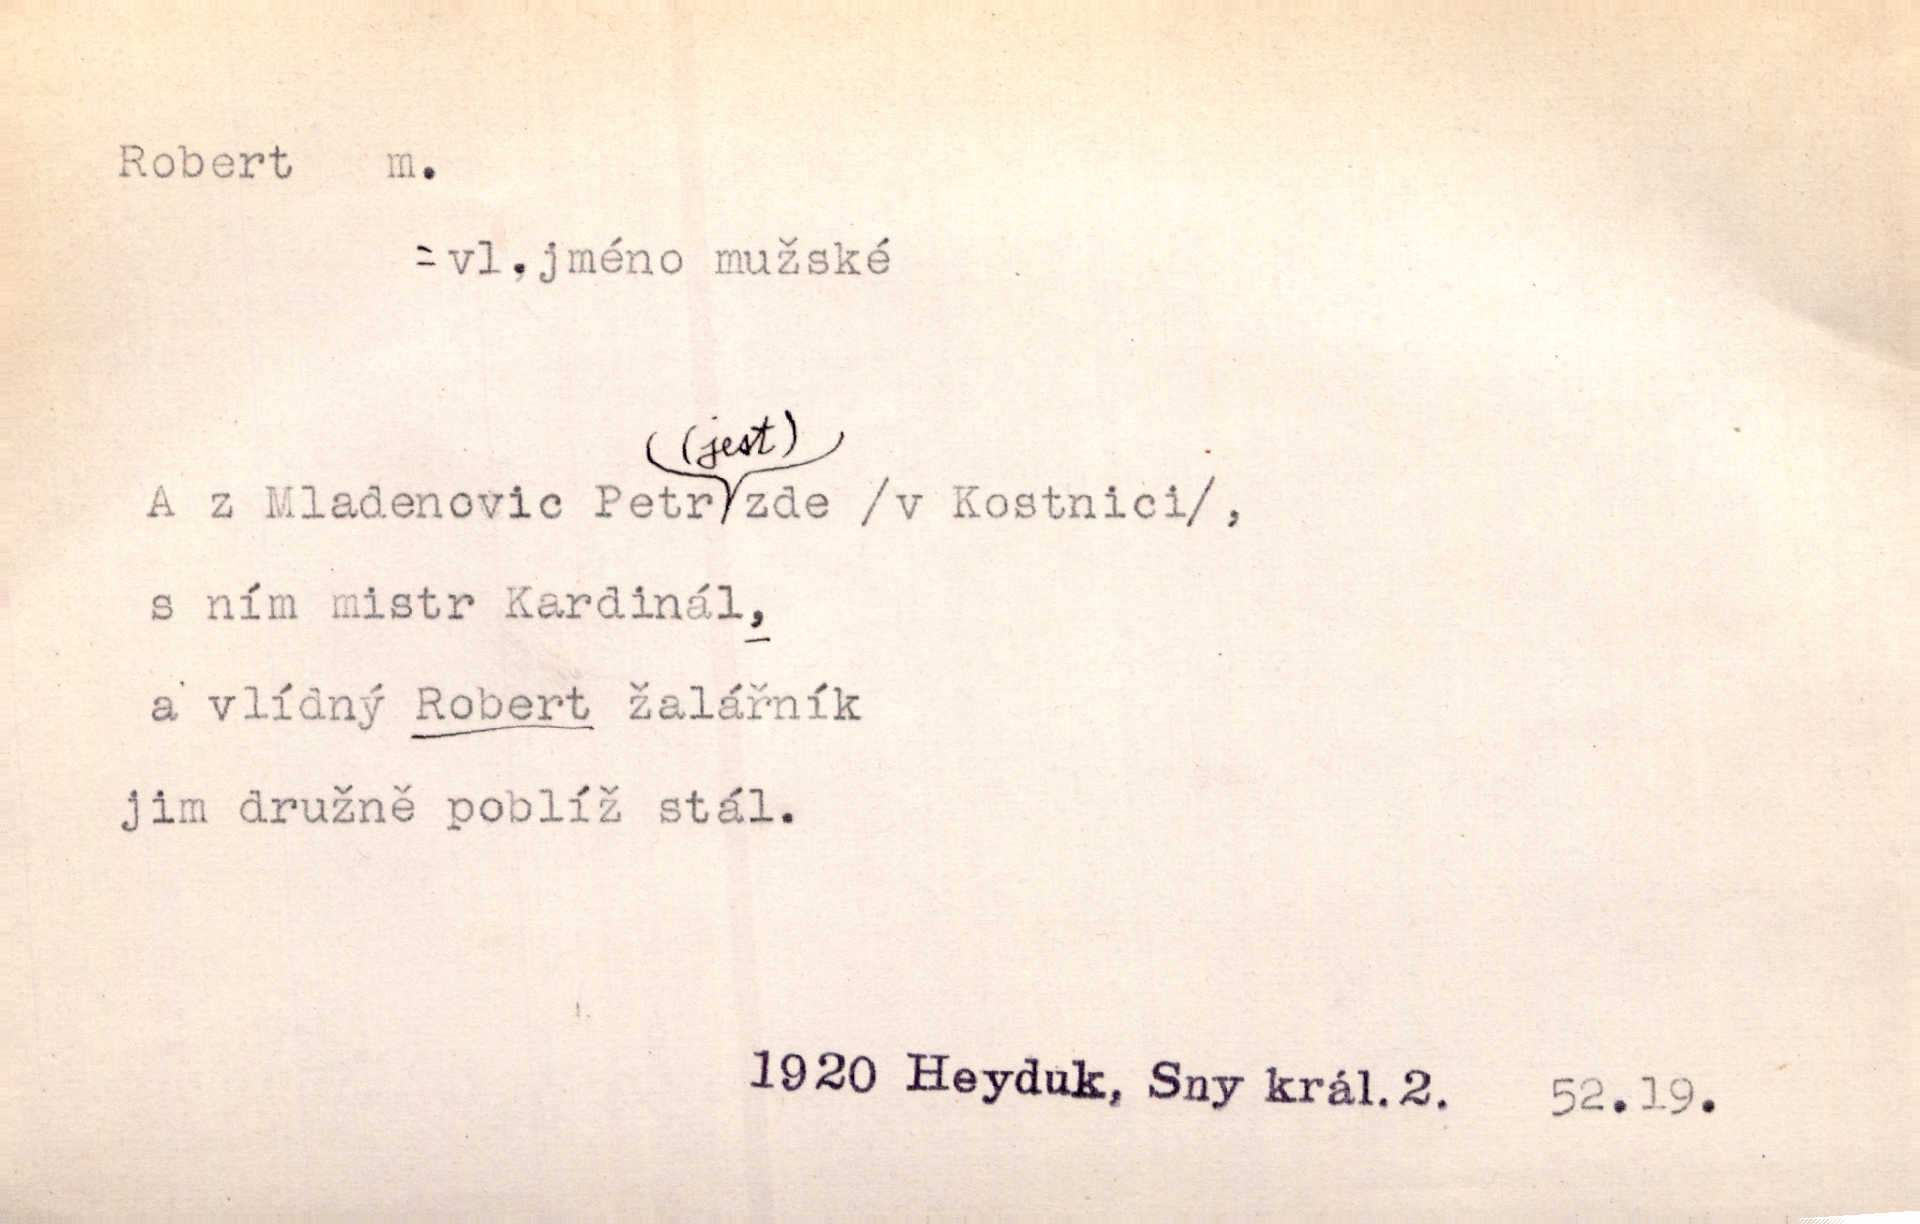 Robert m.
=vl.jméno mužské
(jest)
A z Mladenovic Petr zde /v Kostnici/,
s ním mistr Kardinál,
a vlídný Robert žalářník
jim družně poblíž stál.
1920 Heyduk, Sny král.2. 52.19.